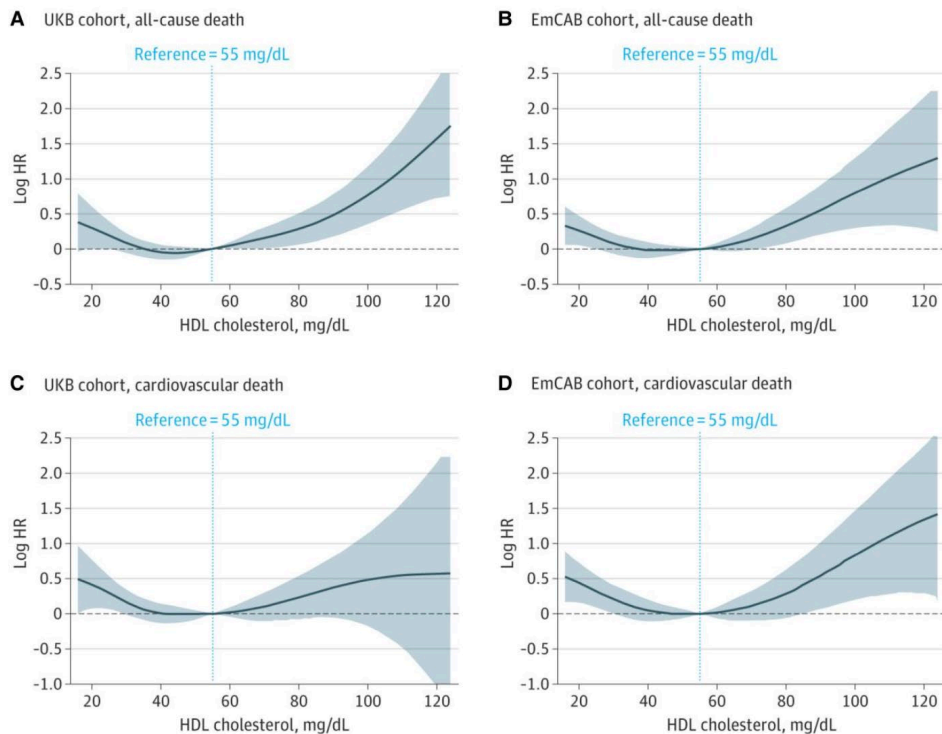 A UKB cohort, all-cause death
Reference = 55 mg/dL
2.5
2.0
1.5
1.0
0.5
0
-0.5
Log HR
20 40 60 80 100 120
HDL cholesterol, mg/dL
B EmCAB cohort, all-cause death
Reference = 55 mg/dL
2.5
2.0
1.5
1.0
0.5
0
-0.5
Log HR
20 40 60 80 100 120
HDL cholesterol, mg/dL
C UKB cohort, cardiovascular death
Reference = 55 mg/dL
2.5
2.0
1.5
1.0
0.5
0
-0.5
-1.0
Log HR
20 40 60 80 100 120
HDL cholesterol, mg/dL
D EmCAB cohort, cardiovascular death
Reference = 55 mg/dL
2.5
2.0
1.5
1.0
0.5
0
-0.5
-1.0
Log HR
20 40 60 80 100 120
HDL cholesterol, mg/dL